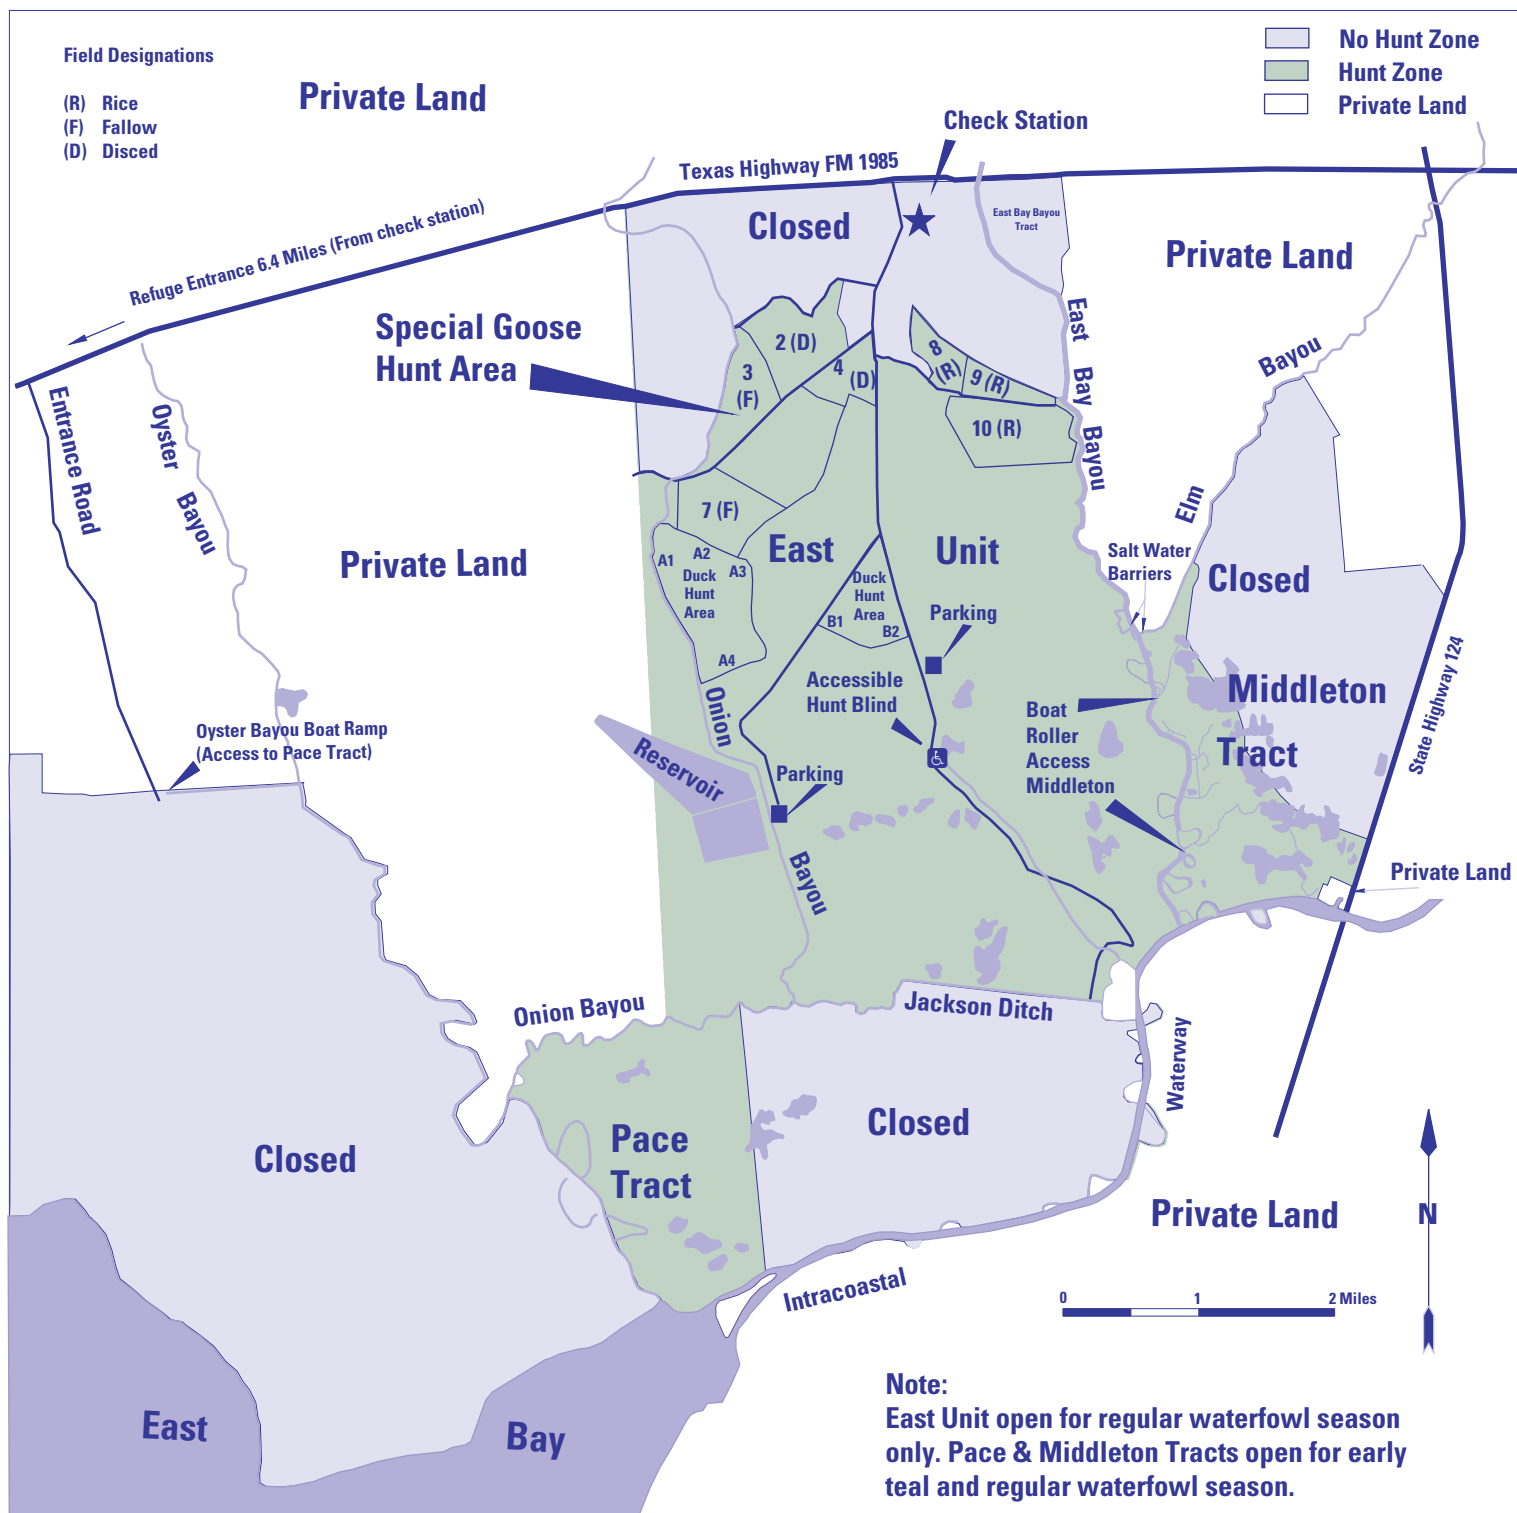 Field Designations
(R) Rice
(F) Fallow
(D) Disced
Private Land
No Hunt Zone
Hunt Zone
Private Land
Check Station
Texas Highway FM 1985
Refuge Entrance 6.4 Miles (From check station)
Closed
East Bay Bayou
Tract
Private Land
Special Goose
Hunt Area
2 (D)
3
(F)
4
(D)
8
(R)
9 (R)
10 (R)
East Bay Bayou
Elm Bayou
Entrance Road
Oyster Bayou
Private Land
7 (F)
A1
A2
A3
A4
Duck
Hunt
Area
East Unit
Duck
Hunt
Area
B1
B2
Salt Water
Barriers
Closed
Parking
Accessible
Hunt Blind
Middleton
Tract
State Highway 124
Boat
Roller
Access
Middleton
Onion Bayou
Reservoir
Parking
Oyster Bayou Boat Ramp
(Access to Pace Tract)
Private Land
Onion Bayou
Jackson Ditch
Waterway
Closed
Closed
Pace
Tract
Private Land
N
Intracoastal
0
1
2 Miles
East Bay
Note:
East Unit open for regular waterfowl season
only. Pace & Middleton Tracts open for early
teal and regular waterfowl season.